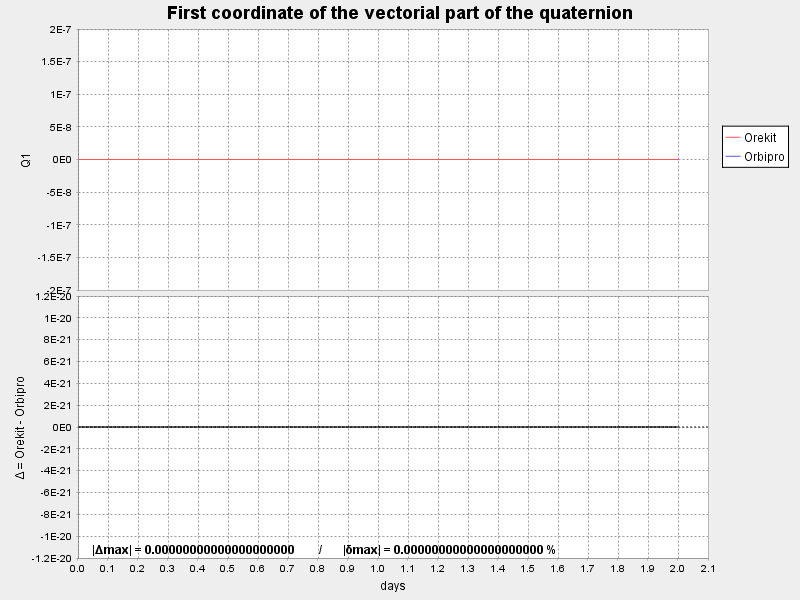 First coordinate of the vectorial part of the quaternion
2E-7
1.5E-7
1E-7
5E-8
0E0
-5E-8
-1E-7
-1.5E-7
-2E-7
Q1
Orekit
Orbipro
1.2E-20
1E-20
8E-21
6E-21
4E-21
2E-21
0E0
-2E-21
-4E-21
-6E-21
-8E-21
-1E-20
-1.2E-20
Δ = Orekit - Orbipro
|Δmax| = 0.00000000000000000000 / |δmax| = 0.00000000000000000000 %
0.0 0.1 0.2 0.3 0.4 0.5 0.6 0.7 0.8 0.9 1.0 1.1 1.2 1.3 1.4 1.5 1.6 1.7 1.8 1.9 2.0 2.1
days